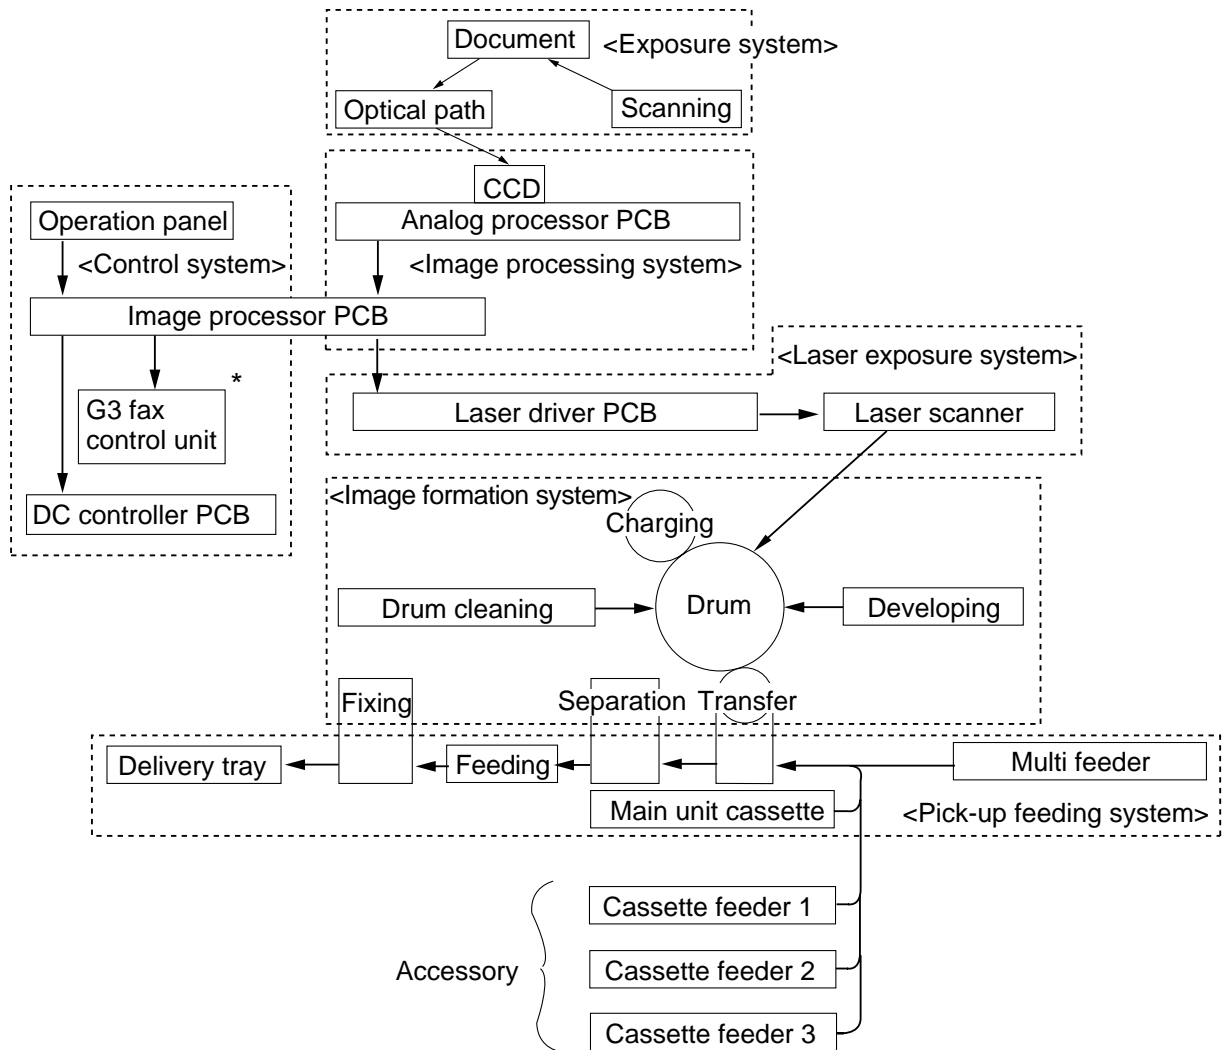 Document
<Exposure system>
Optical path
Scanning
CCD
Analog processor PCB
<Image processing system>
Operation panel
<Control system>
Image processor PCB
*
G3 fax
control unit
DC controller PCB
<Laser exposure system>
Laser driver PCB
Laser scanner
<Image formation system>
Charging
Drum cleaning
Drum
Developing
Fixing
Separation
Transfer
Delivery tray
Feeding
Multi feeder
Main unit cassette
<Pick-up feeding system>
Cassette feeder 1
Accessory
Cassette feeder 2
Cassette feeder 3